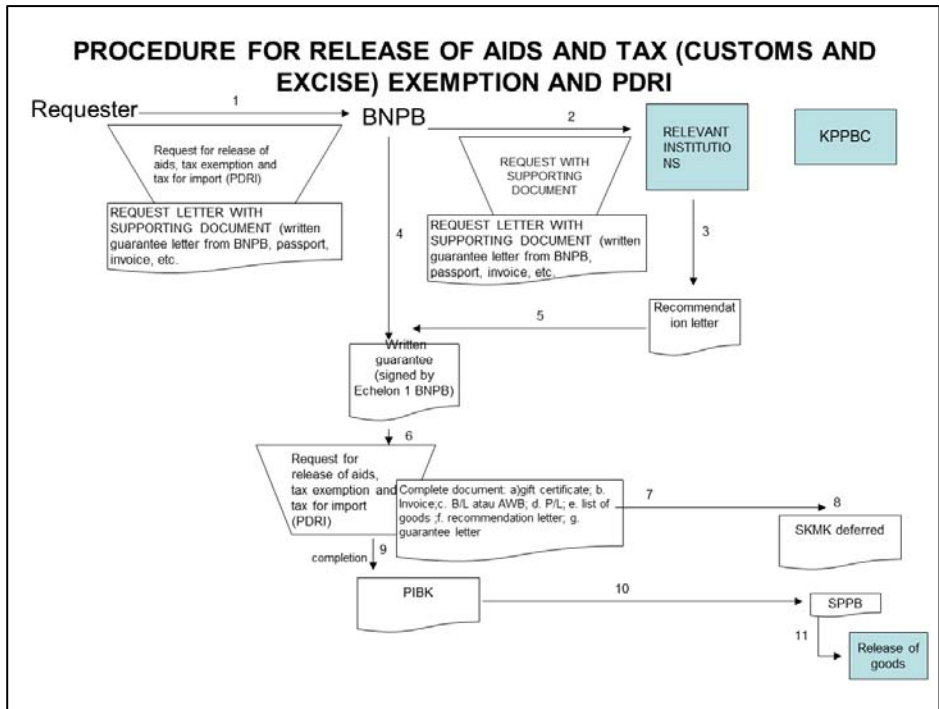 PROCEDURE FOR RELEASE OF AIDS AND TAX (CUSTOMS AND
EXCISE) EXEMPTION AND PDRI
Requester
1
BNPB
2
RELEVANT
INSTITUTIO
NS
KPPBC
Request for release of
aids, tax exemption and
tax for import (PDRI)
REQUEST LETTER WITH
SUPPORTING DOCUMENT (written
guarantee letter from BNPB, passport,
invoice, etc.
REQUEST WITH
SUPPORTING
DOCUMENT
REQUEST LETTER WITH
SUPPORTING DOCUMENT (written
guarantee letter from BNPB,
passport, invoice, etc.
4
3
5
Recommendat
ion letter
Written
guarantee
(signed by
Echelon 1 BNPB)
6
Request for
release of aids,
tax exemption and
tax for import
(PDRI)
Complete document: a)gift certificate; b.
Invoice;c. B/L atau AWB; d. P/L; e. list of
goods ;f. recommendation letter; g.
guarantee letter
7
8
SKMK deferred
completion
9
PIBK
10
SPPB
11
Release of
goods